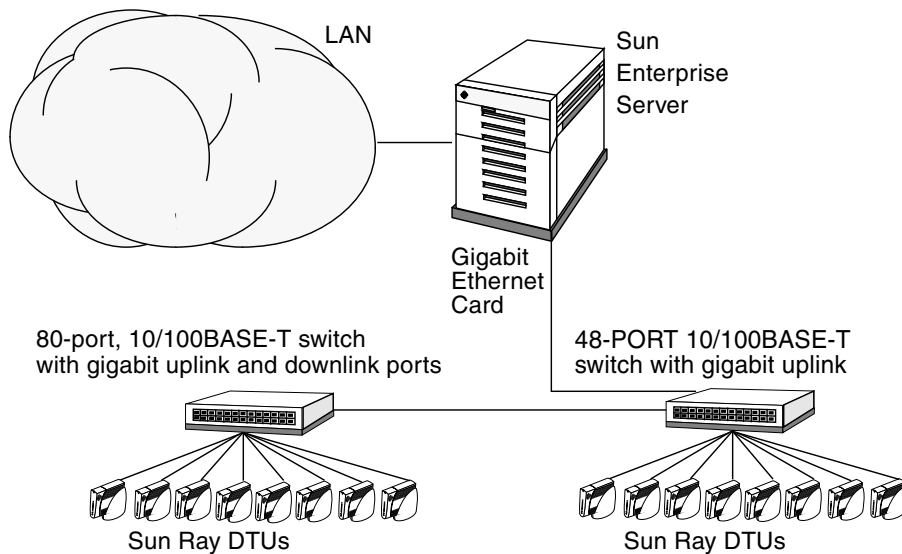 LAN
Sun
Enterprise
Server
Gigabit
Ethernet
Card
80-port, 10/100BASE-T switch
with gigabit uplink and downlink ports
48-PORT 10/100BASE-T
switch with gigabit uplink
Sun Ray DTUs
Sun Ray DTUs